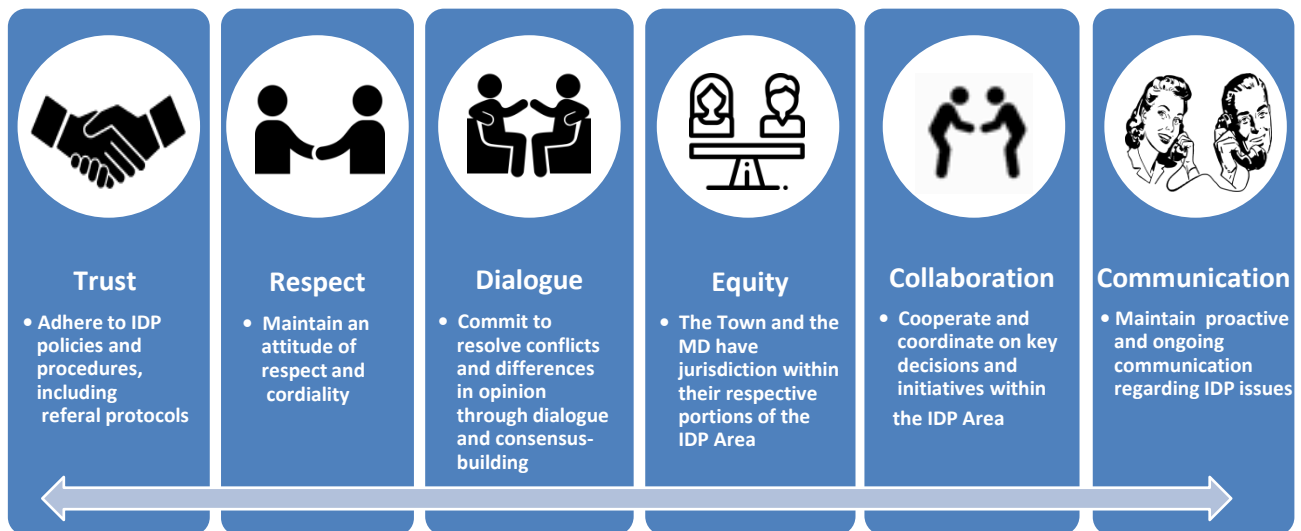 Trust
• Adhere to IDP
policies and
procedures,
including
referal protocols
Respect
• Maintain an
attitude of
respect and
cordiality
Dialogue
• Commit to
resolve conflicts
and differences
in opinion
through dialogue
and consensus-
building
Equity
• The Town and the
MD have
jurisdiction within
their respective
portions of the
IDP Area
Collaboration
• Cooperate and
coordinate on key
decisions and
initiatives within
the IDP Area
Communication
• Maintain proactive
and ongoing
communication
regarding IDP issues